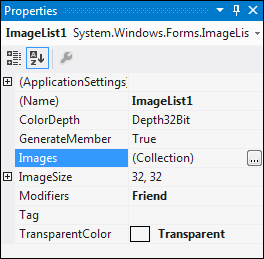 Properties
ImageList1 System.Windows.Forms.ImageLis
(ApplicationSettings)
(Name) ImageList1
ColorDepth Depth32Bit
GenerateMember True
Images (Collection) ...
ImageSize 32, 32
Modifiers Friend
Tag
TransparentColor Transparent